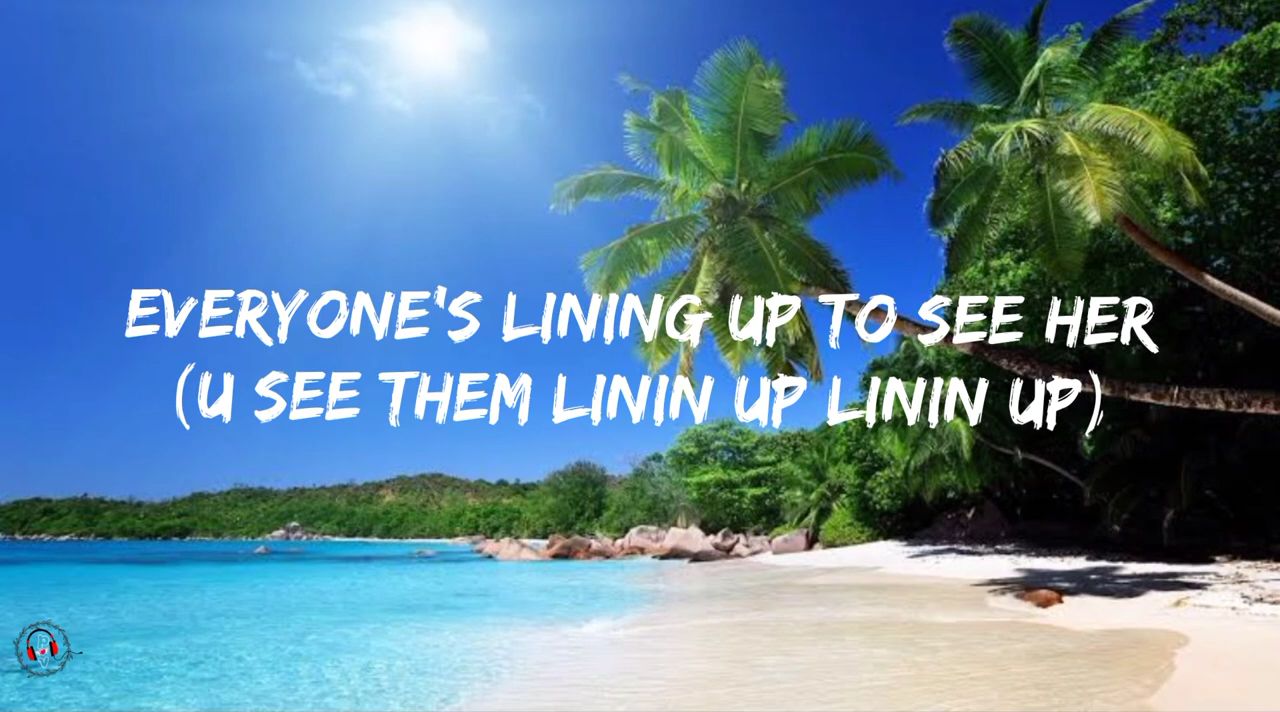 EVERYONE'S LINING UP TO SEE HER
(U SEE THEM LININ UP LININ UP)